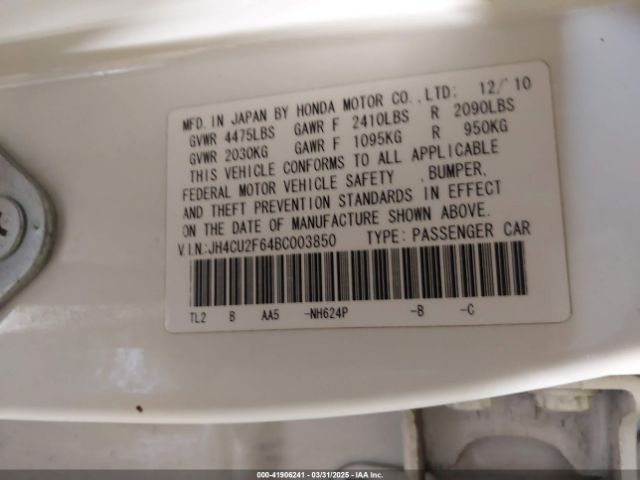 MFD. IN JAPAN BY HONDA MOTOR CO.,LTD: 12/'10
GVWR 4475LBS GAWR F 2410LBS R 2090LBS
GVWR 2030KG GAWR F 1095KG R 950KG
THIS VEHICLE CONFORMS TO ALL APPLICABLE
FEDERAL MOTOR VEHICLE SAFETY ,BUMPER,
AND THEFT PREVENTION STANDARDS IN EFFECT
ON THE DATE OF MANUFACTURE SHOWN ABOVE.
V.I.N:JH4CU2F64BC003850 TYPE: PASSENGER CAR
TL2 B AA5 -NH624P -B -C
000-41906241 - 03/31/2025 - IAAI.COM